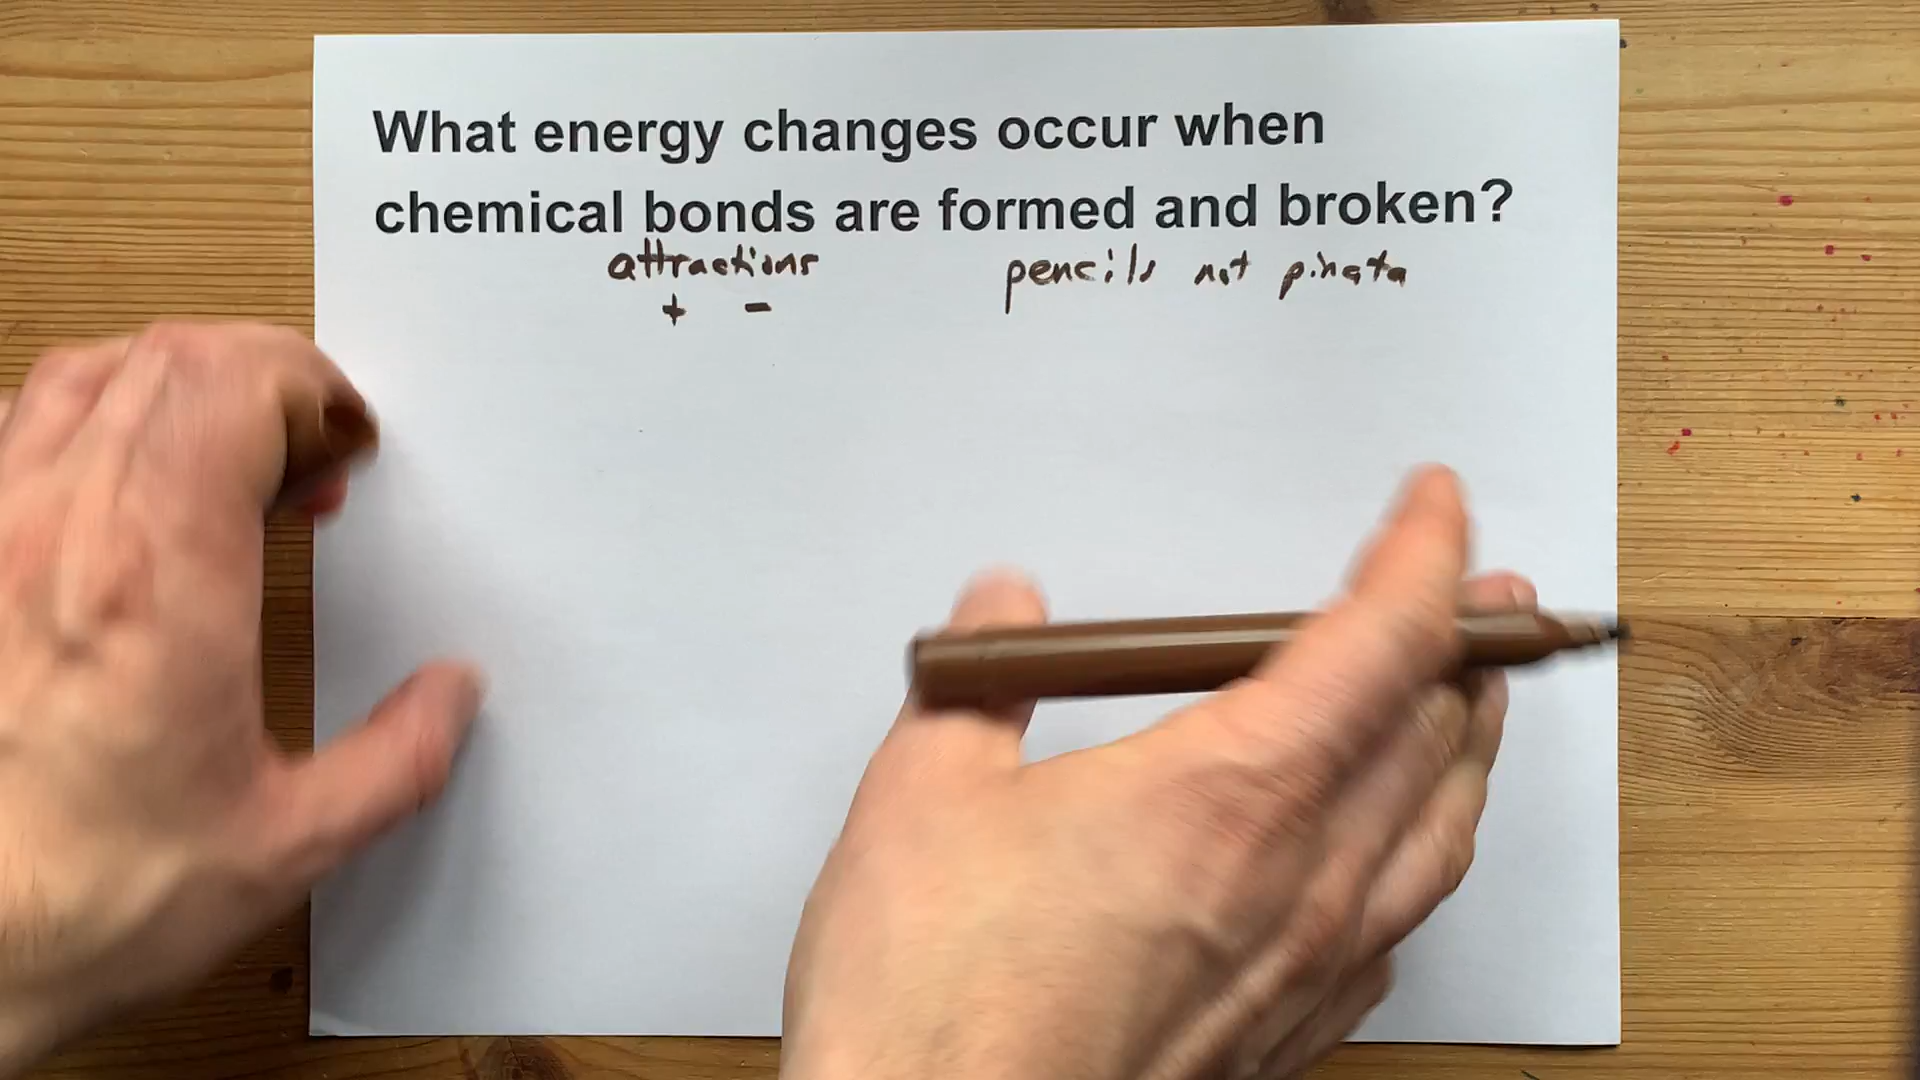 What energy changes occur when
chemical bonds are formed and broken?
attractions pencils not pinata
+ -